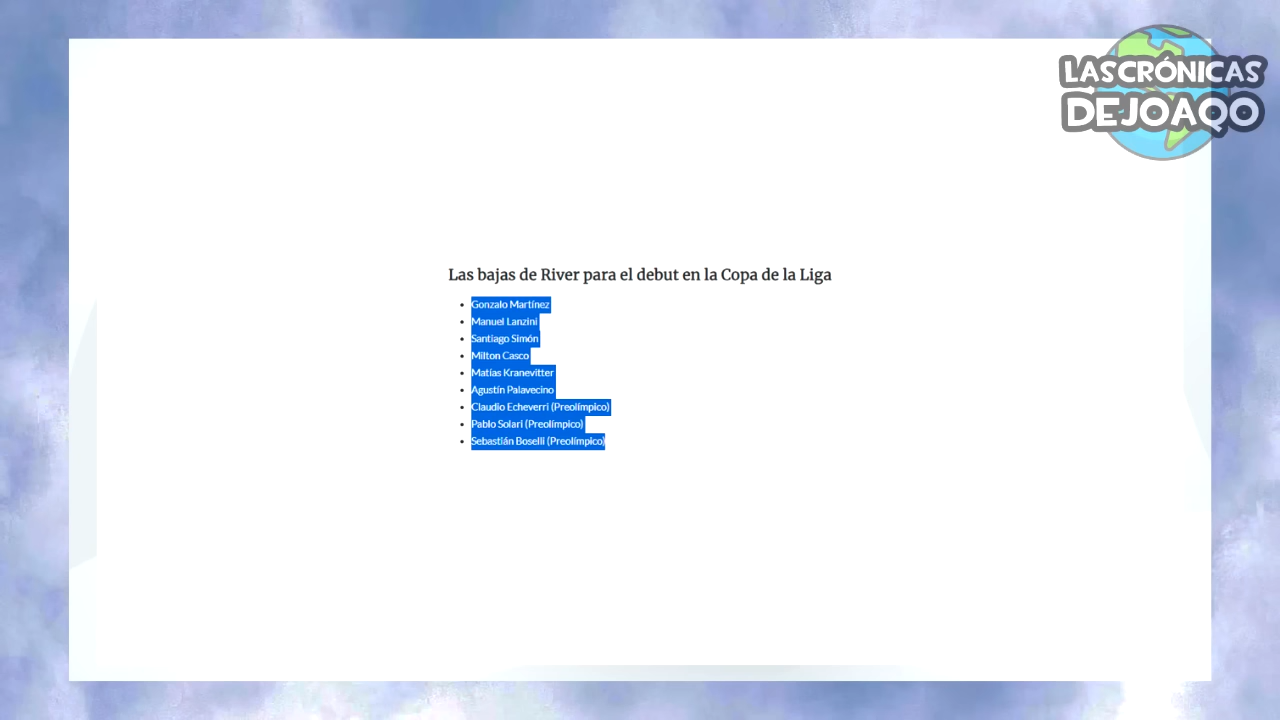 LAS CRÓNICAS
DE JOAQO
Las bajas de River para el debut en la Copa de la Liga
• Gonzalo Martínez
• Manuel Lanzini
• Santiago Simón
• Milton Casco
• Matías Kranevitter
• Agustín Palavecino
• Claudio Echeverri (Preolímpico)
• Pablo Solari (Preolímpico)
• Sebastián Boselli (Preolímpico)